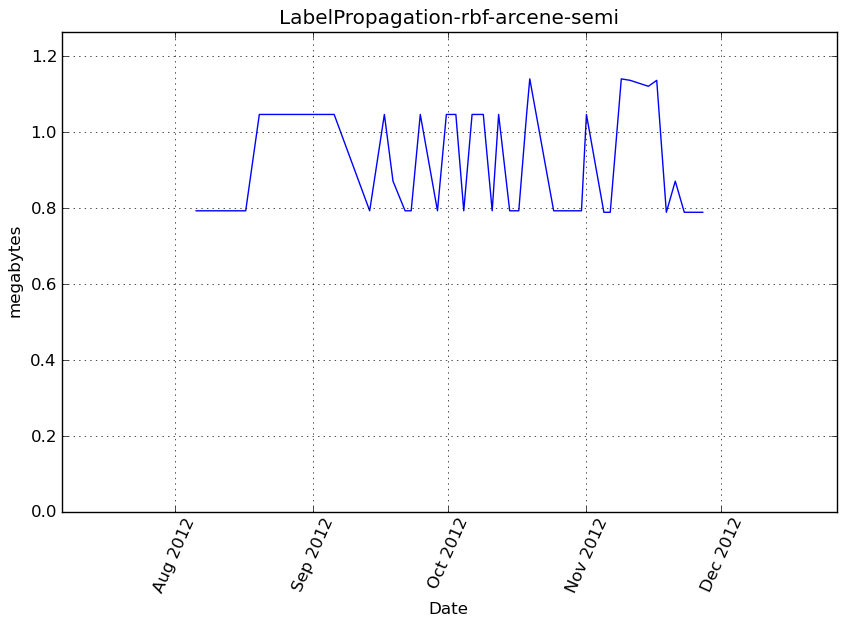 LabelPropagation-rbf-arcene-semi
1.2
1.0
0.8
0.6
0.4
0.2
0.0
megabytes
Aug 2012
Sep 2012
Oct 2012
Nov 2012
Dec 2012
Date